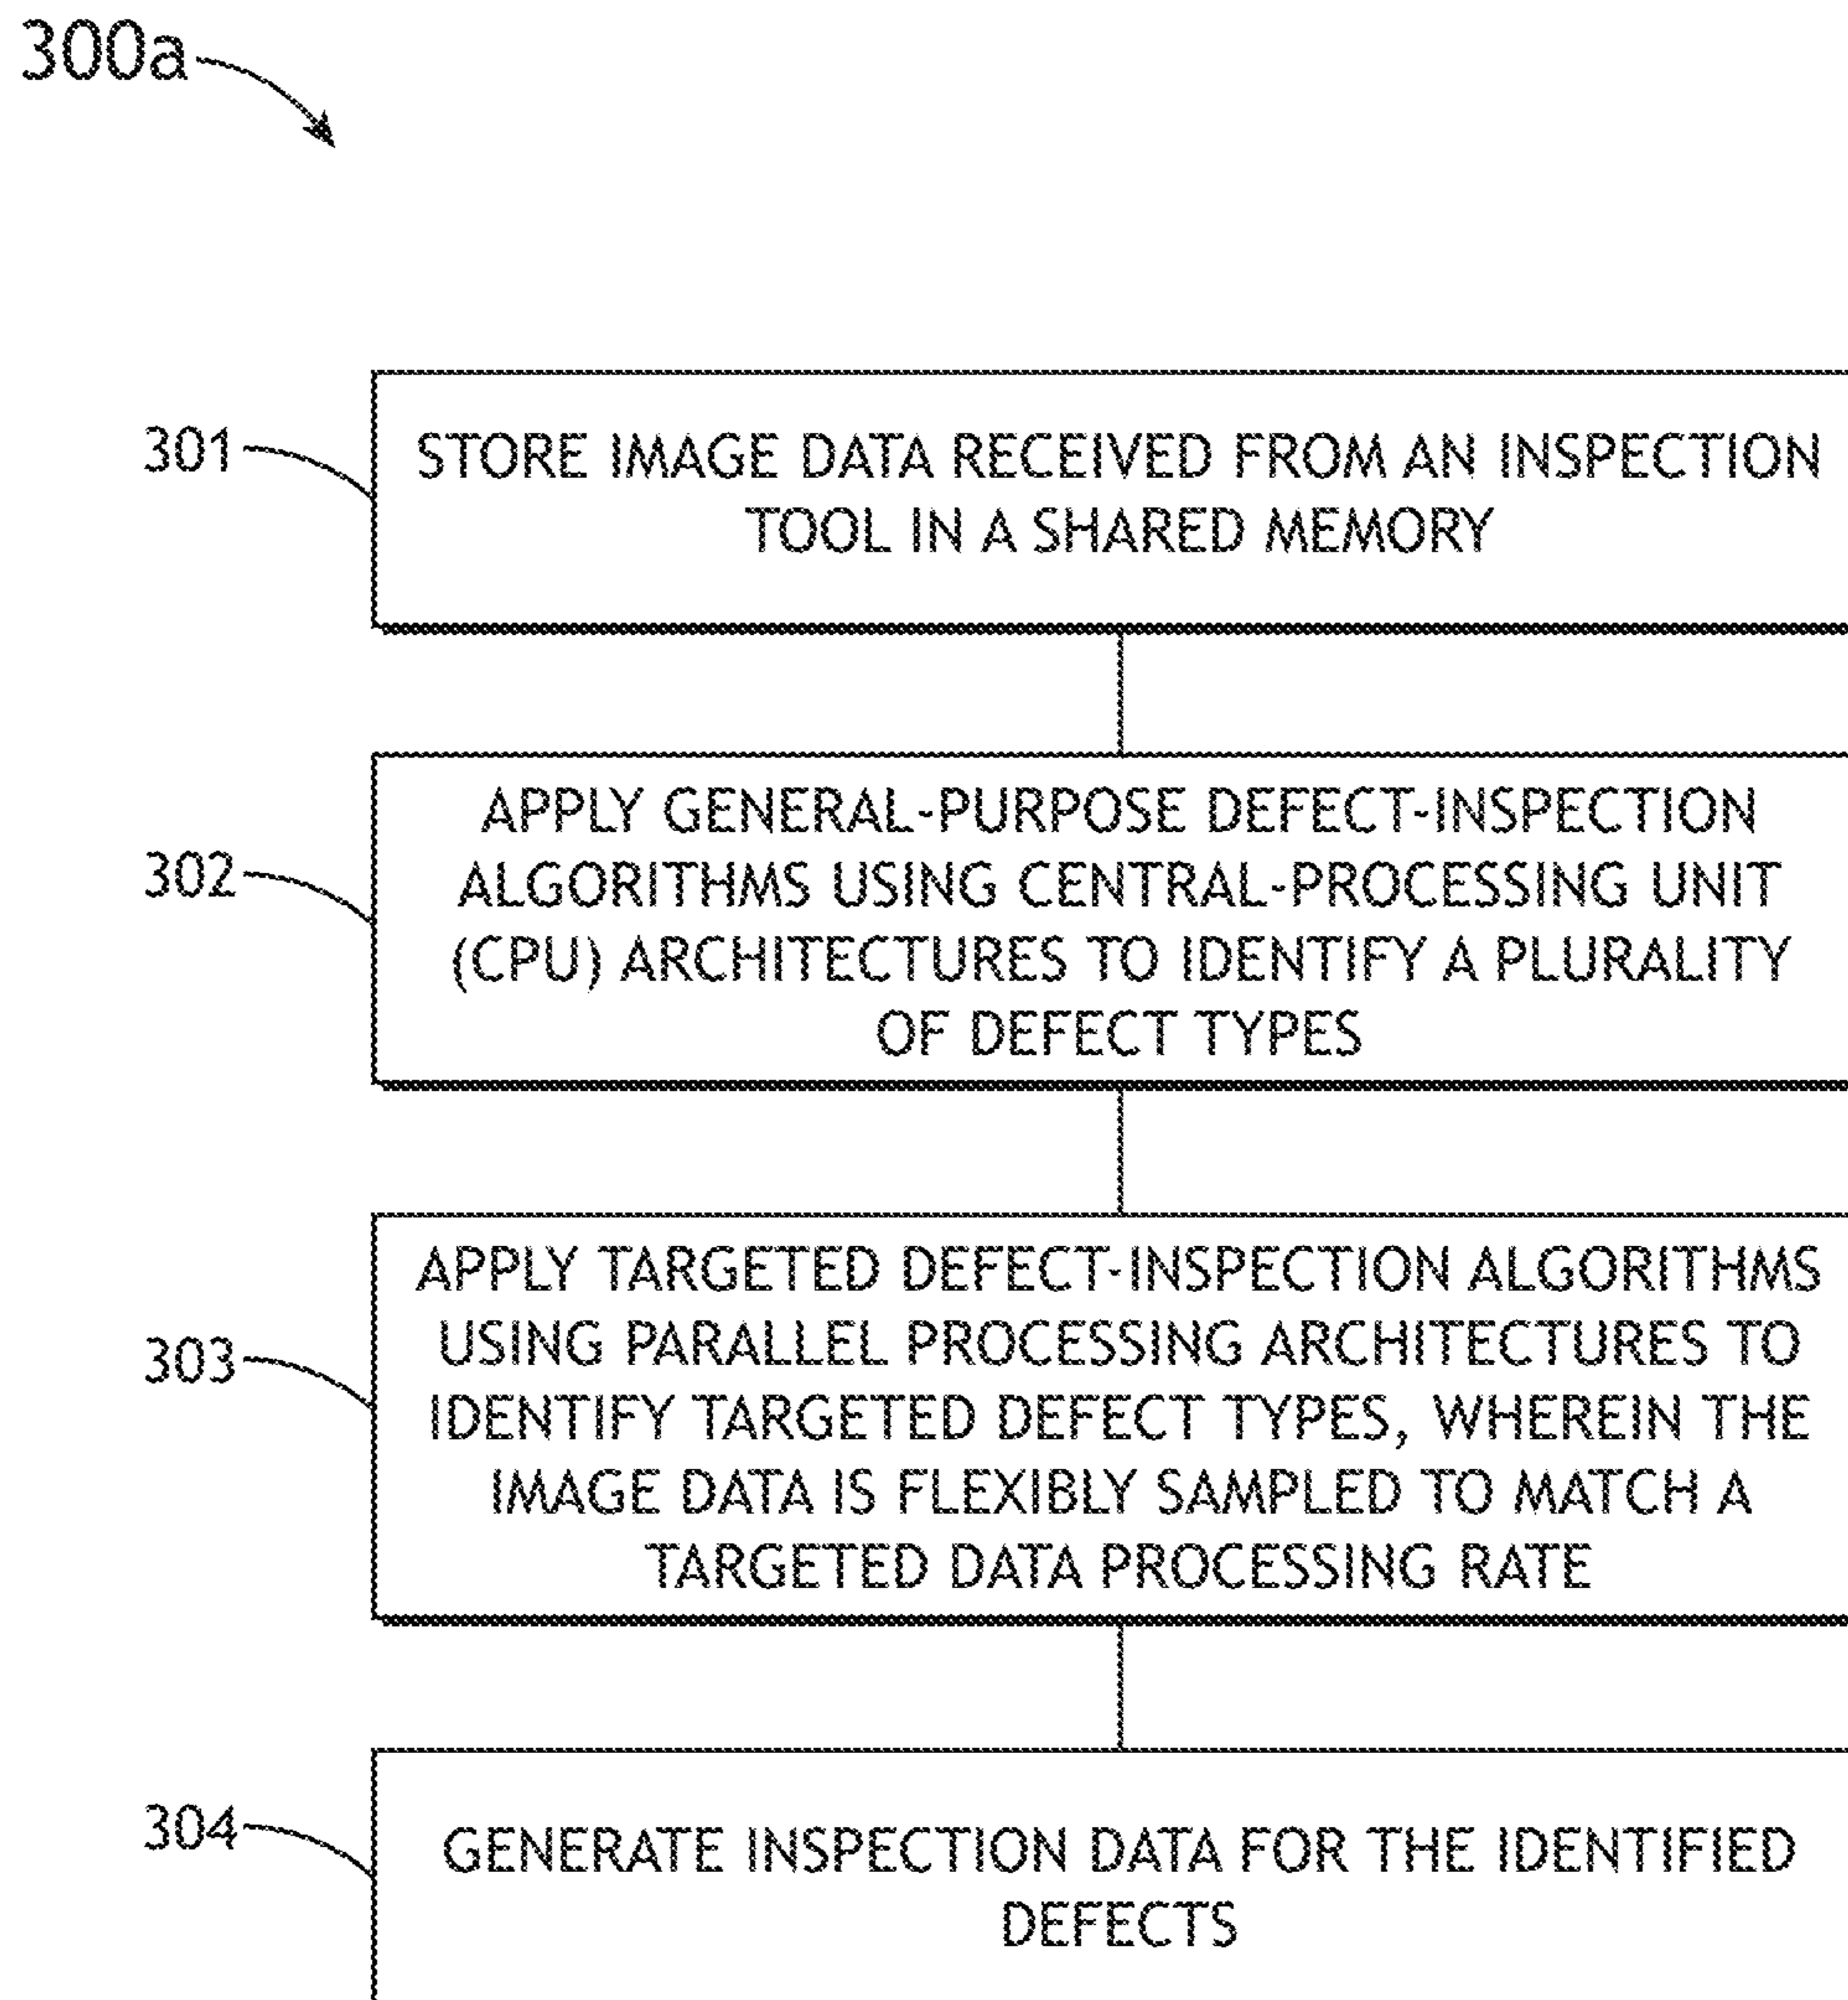 300a
301
STORE IMAGE DATA RECEIVED FROM AN INSPECTION
TOOL IN A SHARED MEMORY
302
APPLY GENERAL-PURPOSE DEFECT-INSPECTION
ALGORITHMS USING CENTRAL-PROCESSING UNIT
(CPU) ARCHITECTURES TO IDENTIFY A PLURALITY
OF DEFECT TYPES
303
APPLY TARGETED DEFECT-INSPECTION ALGORITHMS
USING PARALLEL PROCESSING ARCHITECTURES TO
IDENTIFY TARGETED DEFECT TYPES, WHEREIN THE
IMAGE DATA IS FLEXIBLY SAMPLED TO MATCH A
TARGETED DATA PROCESSING RATE
304
GENERATE INSPECTION DATA FOR THE IDENTIFIED
DEFECTS